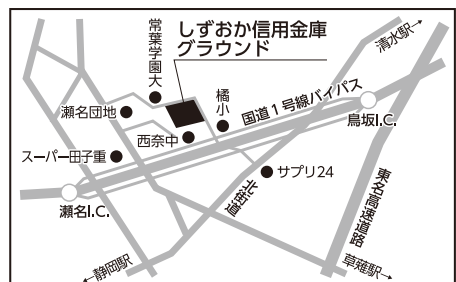 しずおか信用金庫
グラウンド
常葉学園大
橘小
瀬名団地
西奈中
スーパー田子重
国道1号線バイパス
清水駅→
鳥坂I.C.
サプリ24
北街道
東名高速道路
瀬名I.C.
←静岡駅
草薙駅→